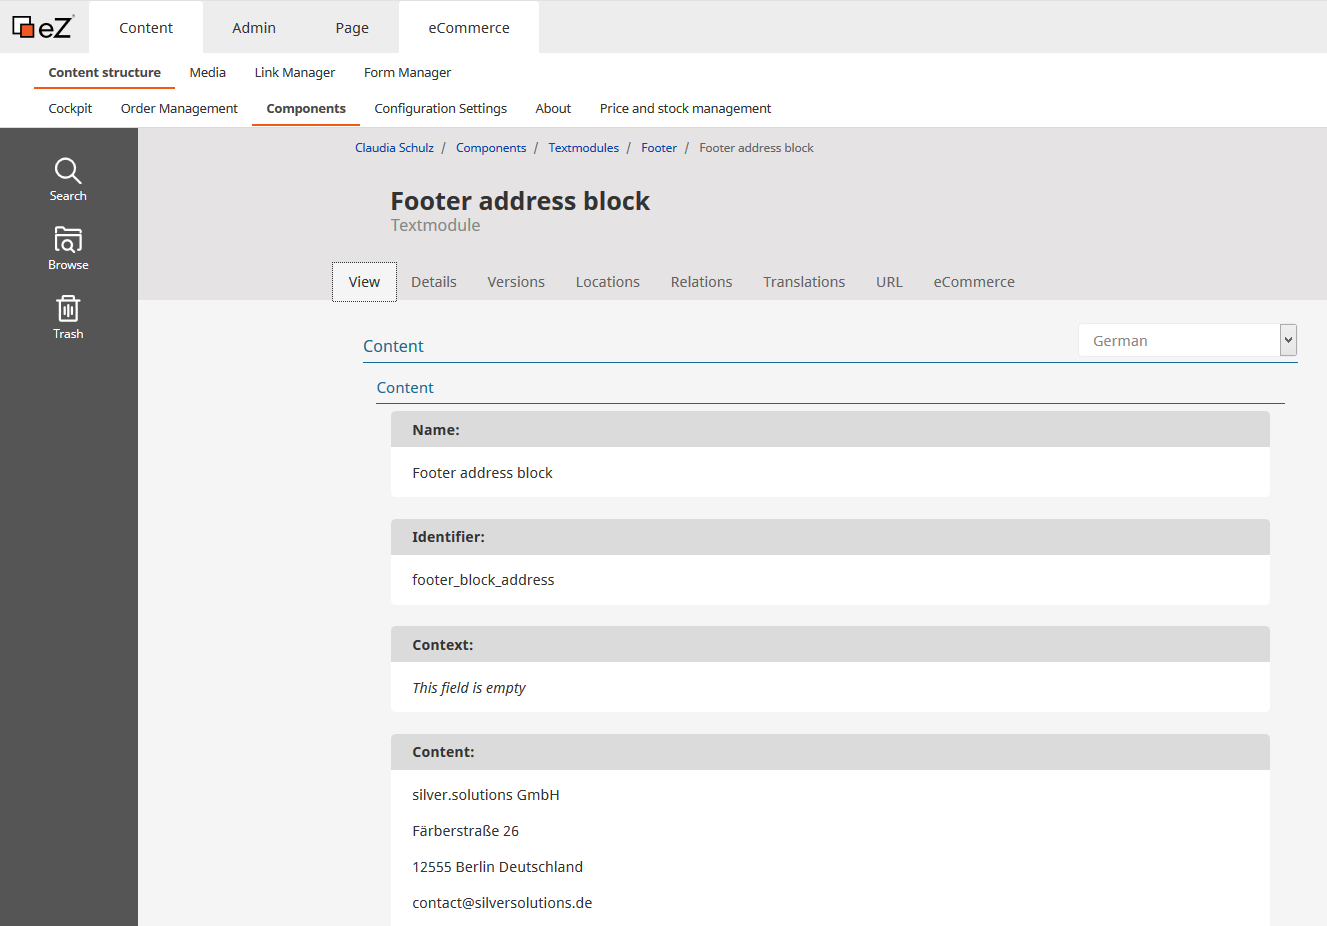 eZ Content Admin Page eCommerce
Content structure Media Link Manager Form Manager
Cockpit Order Management Components Configuration Settings About Price and stock management
Search
Browse
Trash
Claudia Schulz / Components / Textmodules / Footer / Footer address block
Footer address block
Textmodule
View Details Versions Locations Relations Translations URL eCommerce
Content
German
Content
Name:
Footer address block
Identifier:
footer_block_address
Context:
This field is empty
Content:
silver.solutions GmbH
Färberstraße 26
12555 Berlin Deutschland
contact@silversolutions.de